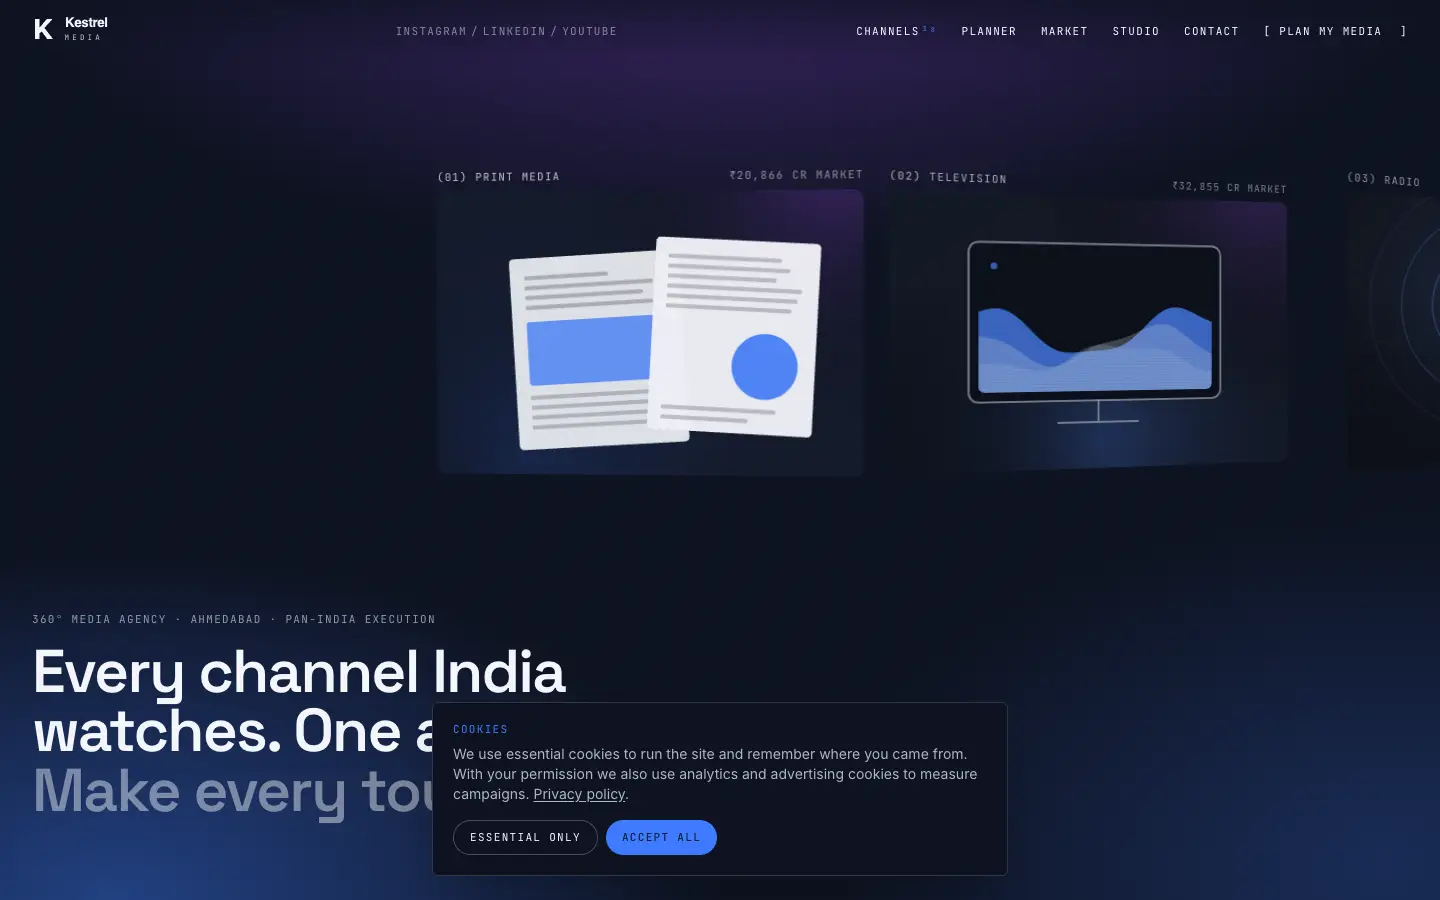 Kestrel
MEDIA
INSTAGRAM / LINKEDIN / YOUTUBE
CHANNELS
PLANNER
MARKET
STUDIO
CONTACT
[ PLAN MY MEDIA ]
(01) PRINT MEDIA
₹20,866 CR MARKET
(02) TELEVISION
₹32,855 CR MARKET
(03) RADIO
360° MEDIA AGENCY · AHMEDABAD · PAN-INDIA EXECUTION
Every channel India
watches. One
Make every
COOKIES
We use essential cookies to run the site and remember where you came from.
With your permission we also use analytics and advertising cookies to measure
campaigns. Privacy policy.
ESSENTIAL ONLY
ACCEPT ALL